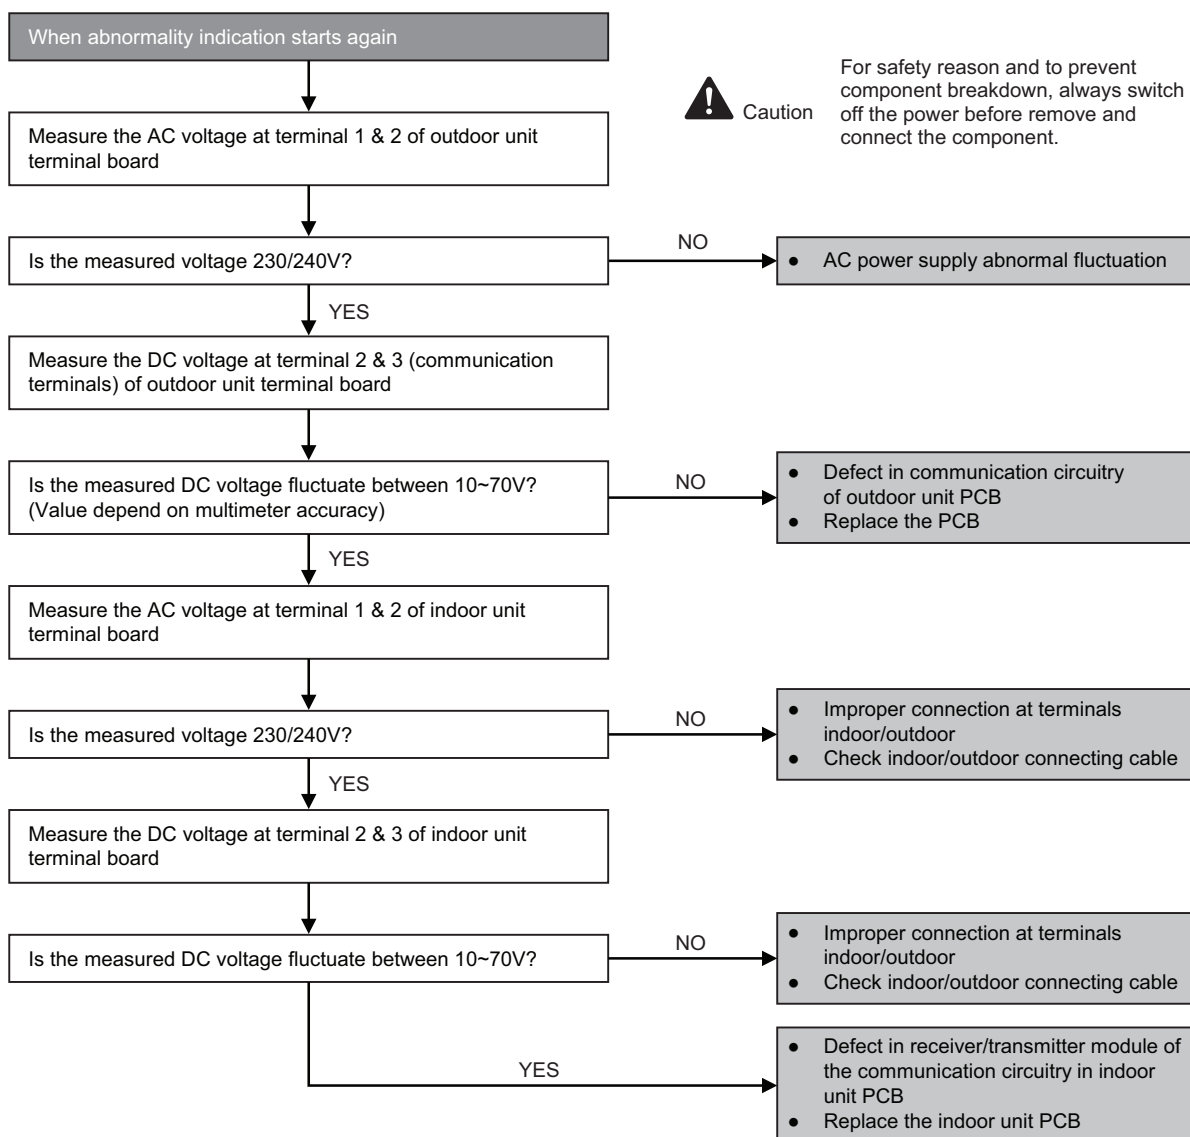 When abnormality indication starts again
Caution
For safety reason and to prevent
component breakdown, always switch
off the power before remove and
connect the component.
Measure the AC voltage at terminal 1 & 2 of outdoor unit
terminal board
Is the measured voltage 230/240V?
NO
● AC power supply abnormal fluctuation
YES
Measure the DC voltage at terminal 2 & 3 (communication
terminals) of outdoor unit terminal board
Is the measured DC voltage fluctuate between 10~70V?
(Value depend on multimeter accuracy)
NO
● Defect in communication circuitry
of outdoor unit PCB
● Replace the PCB
YES
Measure the AC voltage at terminal 1 & 2 of indoor unit
terminal board
Is the measured voltage 230/240V?
NO
● Improper connection at terminals
indoor/outdoor
● Check indoor/outdoor connecting cable
YES
Measure the DC voltage at terminal 2 & 3 of indoor unit
terminal board
Is the measured DC voltage fluctuate between 10~70V?
NO
● Improper connection at terminals
indoor/outdoor
● Check indoor/outdoor connecting cable
YES
● Defect in receiver/transmitter module of
the communication circuitry in indoor
unit PCB
● Replace the indoor unit PCB